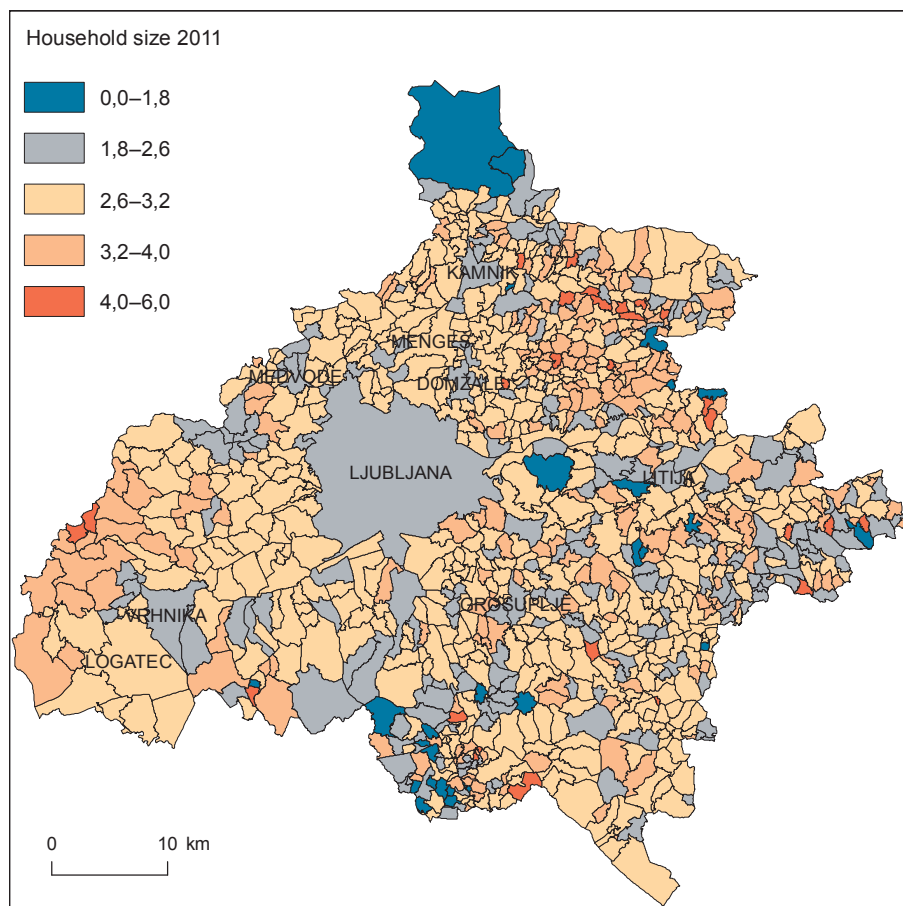 Household size 2011
0,0–1,8
1,8–2,6
2,6–3,2
3,2–4,0
4,0–6,0
KAMNIK
MENGEŠ
MEDVODE
DOMŽALE
LJUBLJANA
LITIJA
GROSUPLJE
VRHNIKA
LOGATEC
0 10 km